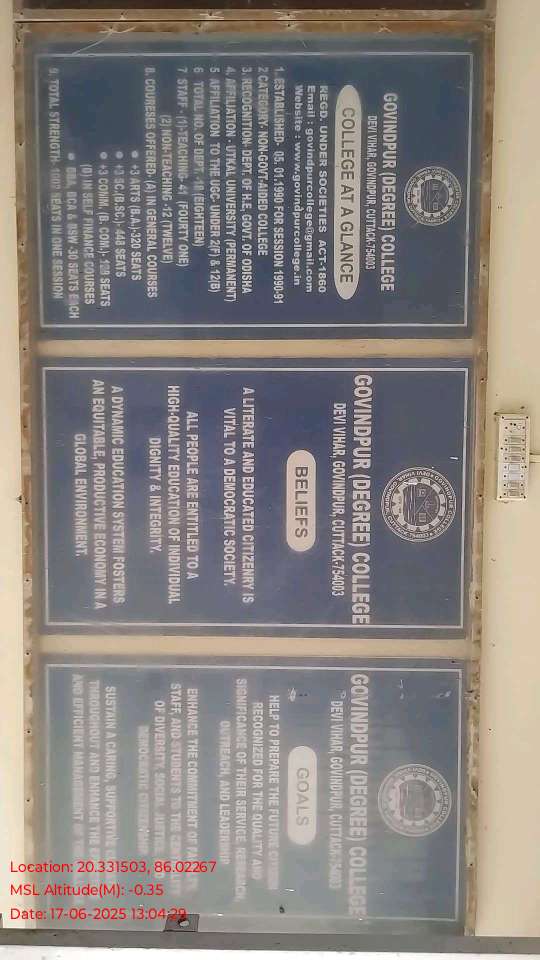 GOVINDPUR (DEGREE) COLLEGE
DEVI VIHAR, GOVINDPUR, CUTTACK-754003
COLLEGE AT A GLANCE
REGD. UNDER SOCIETIES ACT-1860
Email : govindpurcollege@gmail.com
Website : www.govindpurcollege.in
1. ESTABLISHED- 05. 01.1990 FOR SESSION 1990-91
2 CATEGORY- NON-GOVT-AIDED COLLEGE
3. RECOGNITION- DEPT. OF H.E. GOVT. OF ODISHA
4. AFFILIATION - UTKAL UNIVERSITY (PERMANENT)
5 AFFILIATION TO THE UGC- UNDER 2(F) & 12(B)
6 TOTAL NO. OF DEPT. -18 (EIGHTEEN)
7 STAFF - (1)-TEACHING- 41 (FOURTY ONE)
(2) NON-TEACHING -12 (TWELVE)
8. COURESES OFFERED- (A) IN GENERAL COURSES
● +3 ARTS (B.A.)-320 SEATS
● +3 SC.(B.SC.)- 448 SEATS
● +3 COMM. (B. COM.)- SEATS
(B) IN SELF FINANCE COURSES
● BBA, BCA & BSW -30 SEATS EACH
9. TOTAL STRENGTH- SEATS IN ONE SESSION
GOVINDPUR (DEGREE) COLLEGE
DEVI VIHAR, GOVINDPUR, CUTTACK-754003
BELIEFS
A LITERATE AND EDUCATED CITIZENRY IS
VITAL TO A DEMOCRATIC SOCIETY.
ALL PEOPLE ARE ENTITLED TO A
HIGH-QUALITY EDUCATION OF INDIVIDUAL
DIGNITY & INTEGRITY.
A DYNAMIC EDUCATION SYSTEM FOSTERS
AN EQUITABLE, PRODUCTIVE ECONOMY IN A
GLOBAL ENVIRONMENT.
GOVINDPUR (DEGREE) COLLEGE
DEVI VIHAR, GOVINDPUR, CUTTACK-754003
GOALS
HELP TO PREPARE THE FUTURE CITIZEN
RECOGNIZED FOR THE QUALITY AND
SIGNIFICANCE OF THEIR SERVICE, RESEARCH,
OUTREACH, AND LEADERSHIP
ENHANCE THE COMMITMENT OF FACULTY,
STAFF, AND STUDENTS TO THE CENTRALITY
OF DIVERSITY, SOCIAL JUSTICE,
DEMOCRATIC CITIZENSHIP
SUSTAIN A CARING, SUPPORTIVE
THROUGHOUT AND ENHANCE THE
AND EFFICIENT MANAGEMENT OF
Location: 20.331503, 86.02267
MSL Altitude(M): -0.35
Date: 17-06-2025 13:04:29